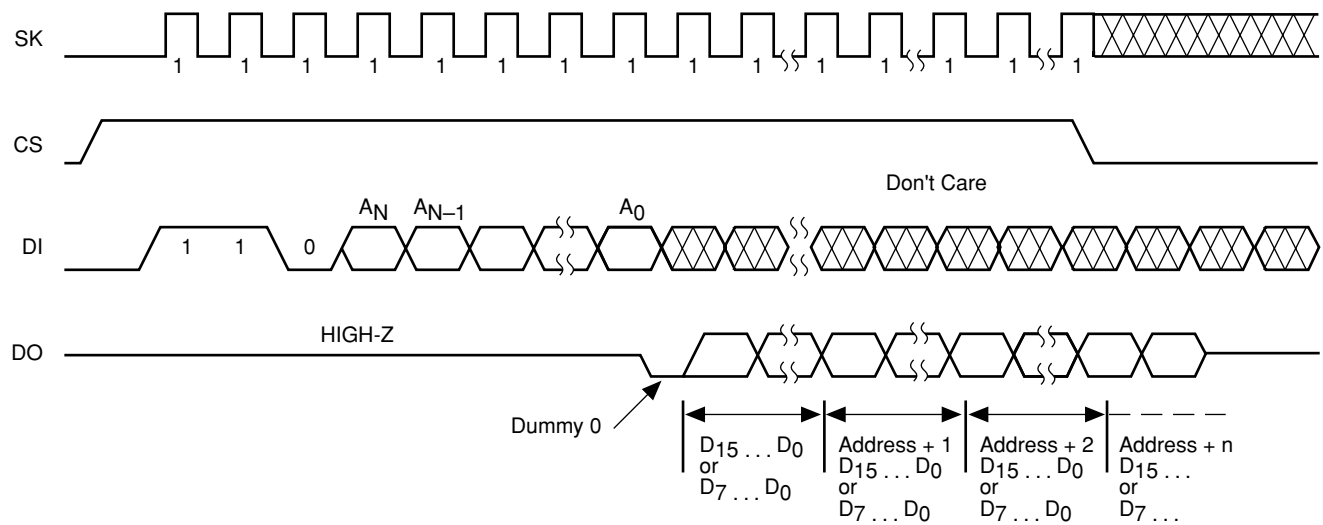 SK
1 1 1 1 1 1 1 1 1 1 1 1 1 1 1
CS
Don't Care
AN AN–1 A0
DI 1 1 0
HIGH-Z
DO
Dummy 0
D15 . . . D0
or
D7 . . . D0
Address + 1
D15 . . . D0
or
D7 . . . D0
Address + 2
D15 . . . D0
or
D7 . . . D0
Address + n
D15 . . .
or
D7 . . .